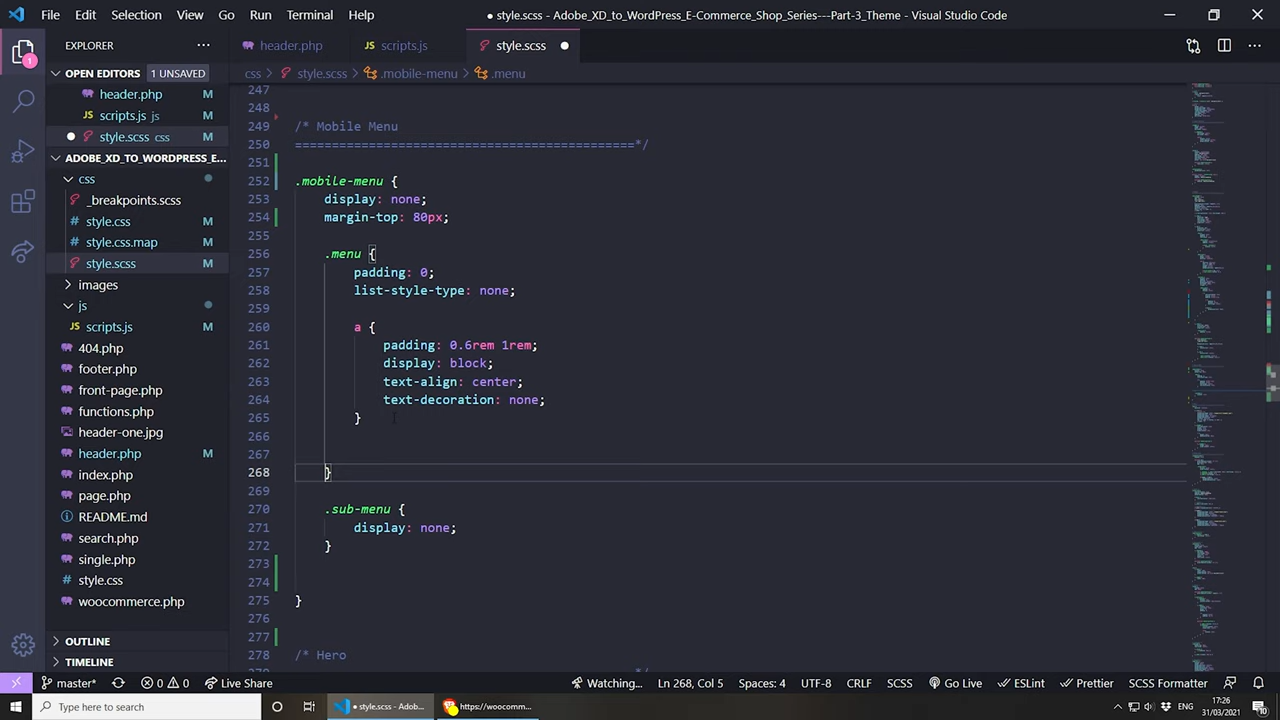 File Edit Selection View Go Run Terminal Help
● style.scss - Adobe_XD_to_WordPress_E-Commerce_Shop_Series---Part-3_Theme - Visual Studio Code
EXPLORER
header.php
JS scripts.js
style.scss
OPEN EDITORS 1 UNSAVED
css > style.scss > .mobile-menu > .menu
header.php M
scripts.js js M
style.scss css M
ADOBE_XD_TO_WORDPRESS_E...
css
_breakpoints.scss
style.css M
style.css.map M
style.scss M
images
js
JS scripts.js M
404.php
footer.php
front-page.php
functions.php
header-one.jpg
header.php M
index.php
page.php
README.md
search.php
single.php
style.css
woocommerce.php
OUTLINE
TIMELINE
247
248
249 /* Mobile Menu
250 ==========================================*/
251
252 .mobile-menu {
253 display: none;
254 margin-top: 80px;
255
256 .menu {
257 padding: 0;
258 list-style-type: none;
259
260 a {
261 padding: 0.6rem 1rem;
262 display: block;
263 text-align: center;
264 text-decoration: none;
265 }
266
267
268 }
269
270 .sub-menu {
271 display: none;
272 }
273
274
275 }
276
277
278 /* Hero
1
master* 0 0 Live Share
Watching... Ln 268, Col 5 Spaces: 4 UTF-8 CRLF SCSS Go Live ESLint Prettier SCSS Formatter
Type here to search
● style.scss - Adob...
https://woocomm...
17:26
31/03/2021
10